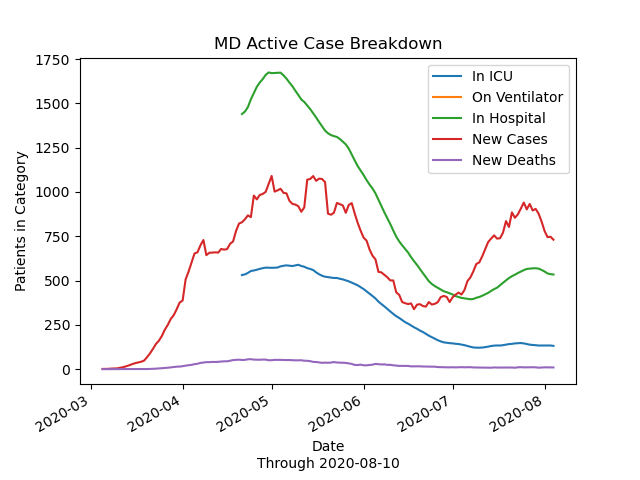 MD Active Case Breakdown
1750
1500
1250
1000
750
500
250
0
Patients in Category
In ICU
On Ventilator
In Hospital
New Cases
New Deaths
2020-03
2020-04
2020-05
2020-06
2020-07
2020-08
Date
Through 2020-08-10